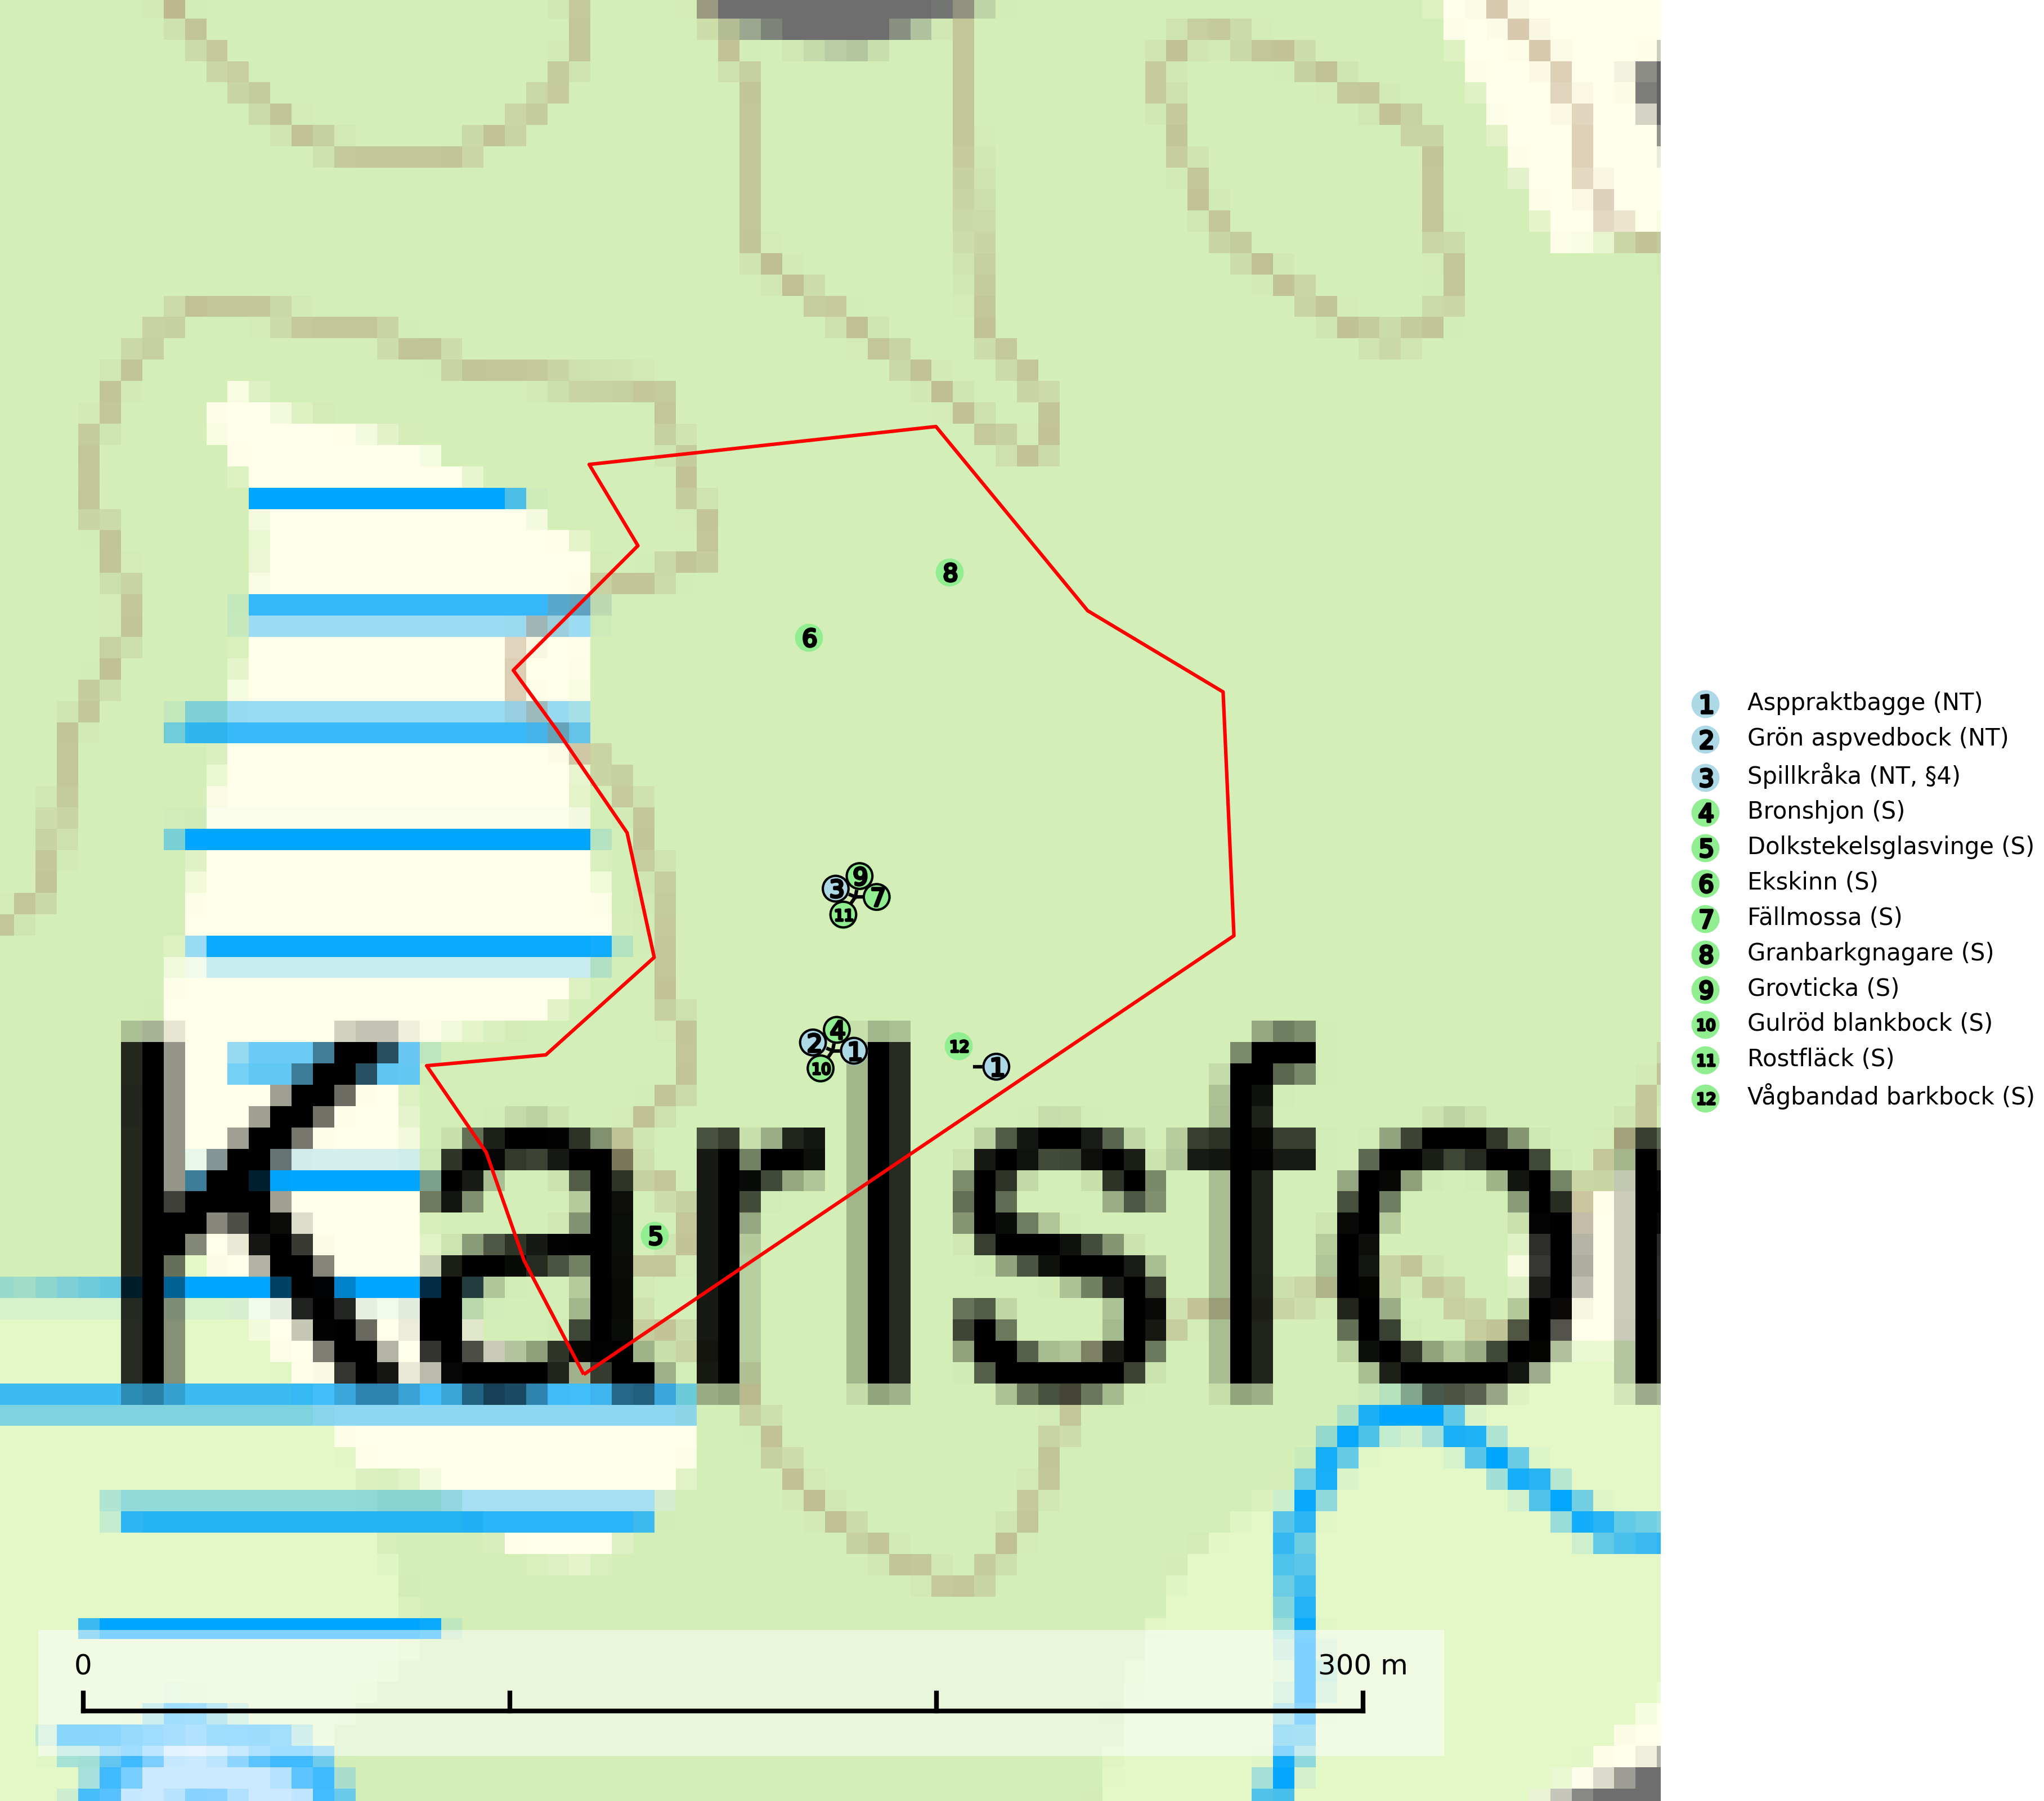 8
6
9
3
7
11
4
2
1
10
12
1
5
Karlsfo
0
300 m
1 Asppraktbagge (NT)
2 Grön aspvedbock (NT)
3 Spillkråka (NT, §4)
4 Bronshjon (S)
5 Dolkstekelsglasvinge (S)
6 Ekskinn (S)
7 Fällmossa (S)
8 Granbarkgnagare (S)
9 Grovticka (S)
10 Gulröd blankbock (S)
11 Rostfläck (S)
12 Vågbandad barkbock (S)